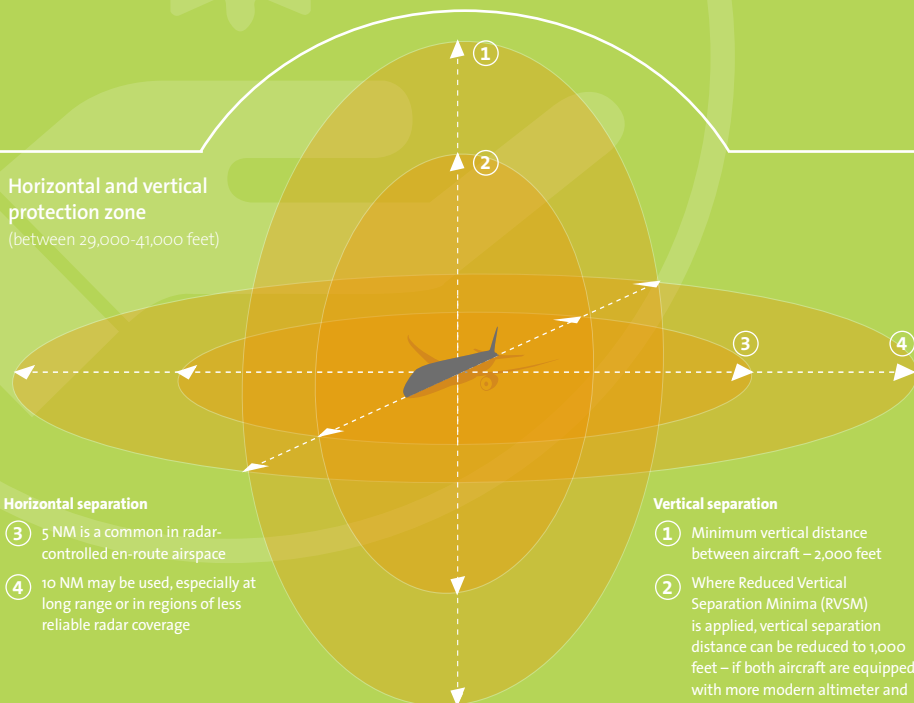 1
2
Horizontal and vertical
protection zone
(between 29,000-41,000 feet)
3
4
Horizontal separation
3 5 NM is a common in radar-
controlled en-route airspace
4 10 NM may be used, especially at
long range or in regions of less
reliable radar coverage
Vertical separation
1 Minimum vertical distance
between aircraft – 2,000 feet
2 Where Reduced Vertical
Separation Minima (RVSM)
is applied, vertical separation
distance can be reduced to 1,000
feet – if both aircraft are equipped
with more modern altimeter and